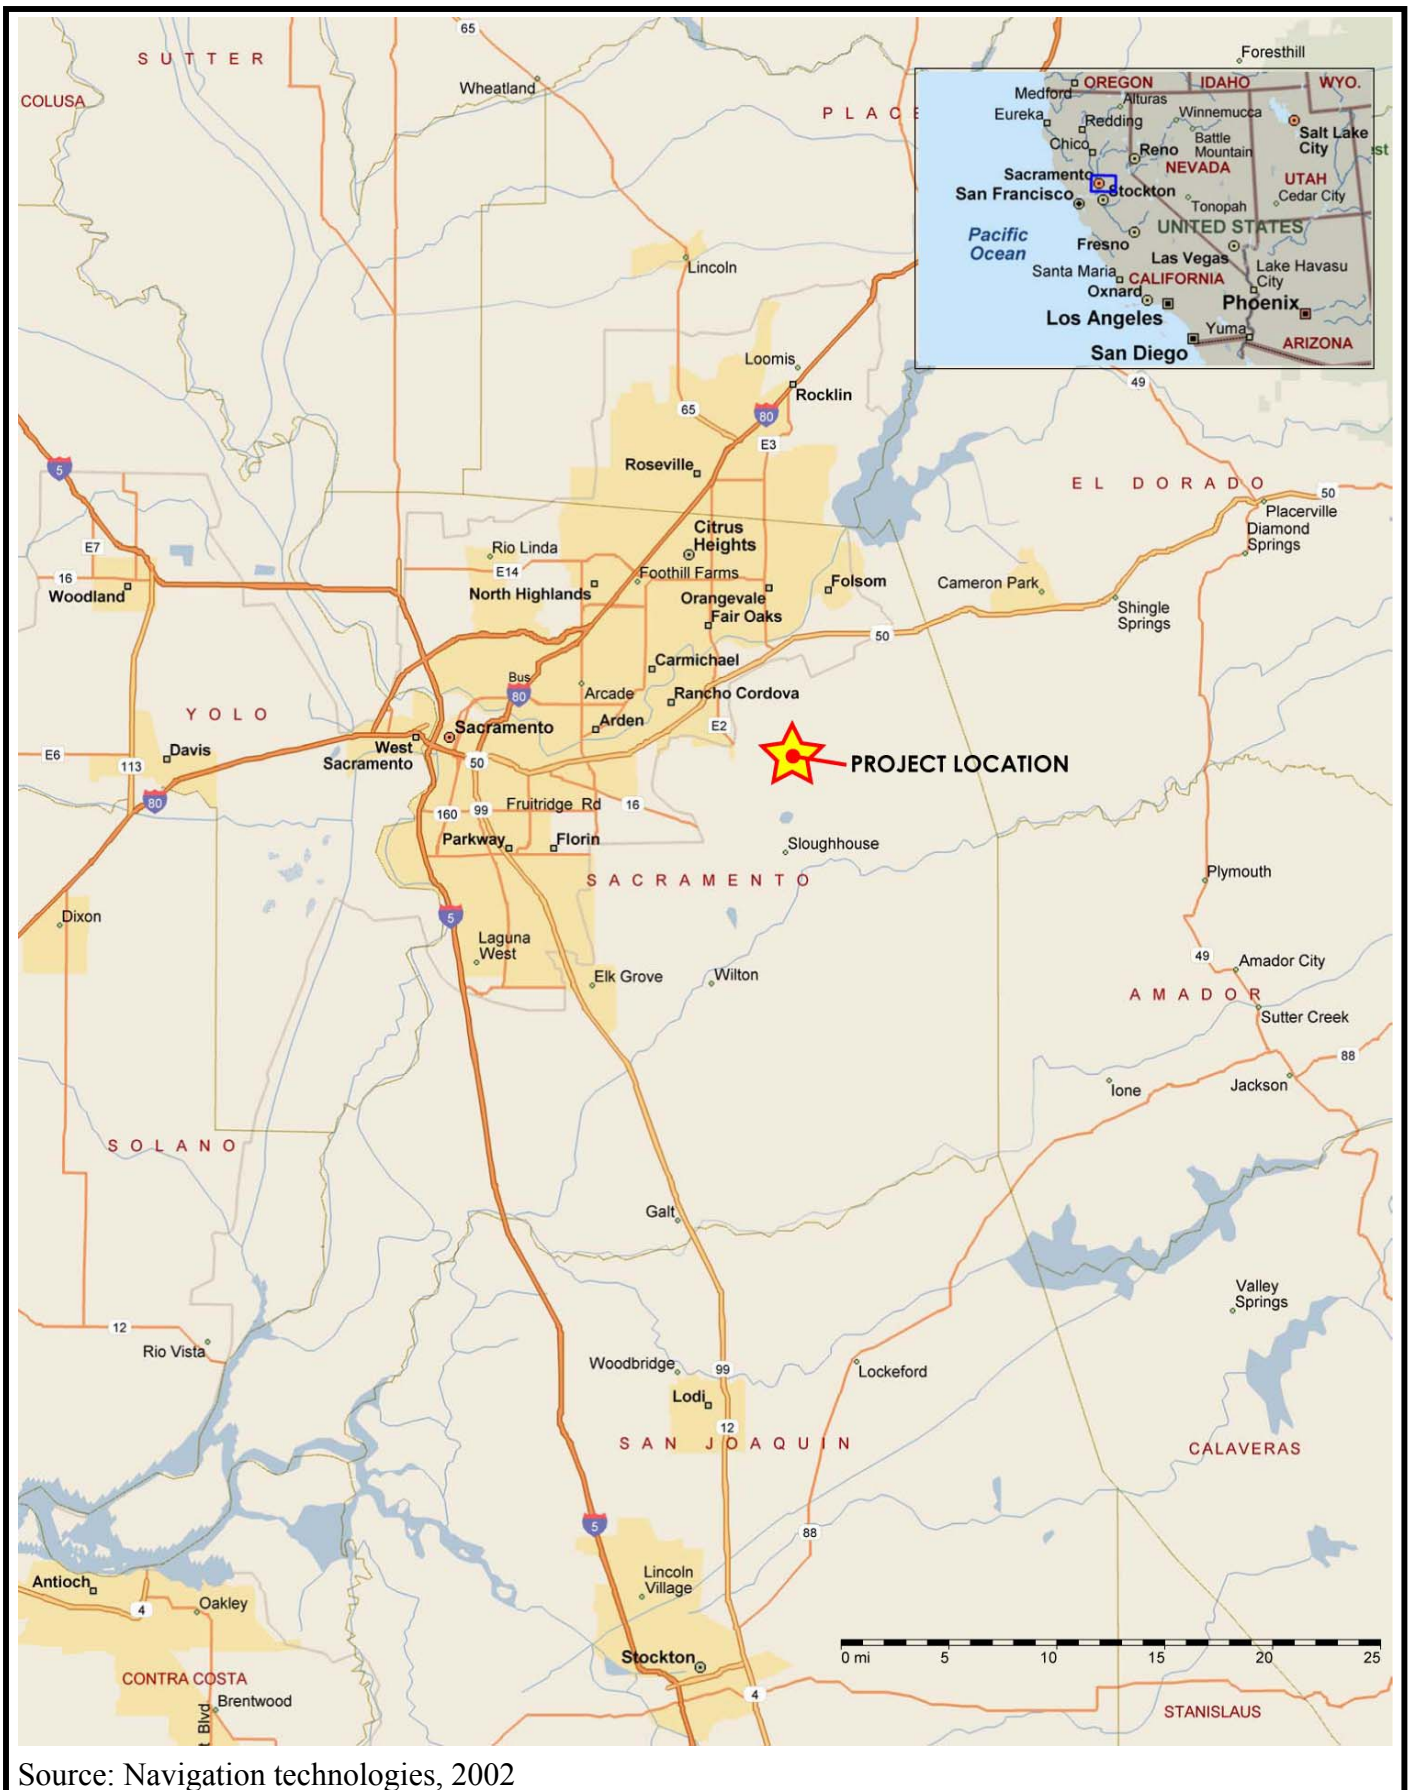 65
Foresthill
SUTTER
Wheatland
COLUSA
PLACE
OREGON
IDAHO
WYO.
Medford
Alturas
Eureka
Redding
Winnemucca
Salt Lake
City
Chico
Battle
Mountain
Reno
st
NEVADA
Sacramento
UTAH
San Francisco
Stockton
Cedar City
Tonopah
Pacific
Ocean
UNITED STATES
Fresno
Las Vegas
Santa Maria
CALIFORNIA
Lake Havasu
City
Oxnard
Phoenix
Los Angeles
Yuma
San Diego
ARIZONA
Lincoln
Loomis
49
Rocklin
65
80
E3
5
Roseville
EL DORADO
50
Placerville
Diamond
Springs
Citrus
Heights
E7
Rio Linda
E14
Foothill Farms
16
Woodland
North Highlands
Orangevale
Folsom
Cameron Park
Fair Oaks
Shingle
Springs
50
Carmichael
Bus
80
Arcade
Rancho Cordova
YOLO
Sacramento
Arden
E2
E6
Davis
West
Sacramento
113
50
PROJECT LOCATION
80
160
99
Fruitridge Rd
16
Parkway
Florin
Sloughhouse
SACRAMENTO
Plymouth
Dixon
5
Laguna
West
49
Amador City
Elk Grove
Wilton
AMADOR
Sutter Creek
88
Ione
Jackson
SOLANO
Galt
Valley
Springs
12
Rio Vista
Woodbridge
99
Lockeford
Lodi
12
SAN JOAQUIN
CALAVERAS
5
88
Lincoln
Village
Antioch
4
Oakley
Stockton
0 mi
5
10
15
20
25
CONTRA COSTA
4
Brentwood
t Blvd
STANISLAUS
Source: Navigation technologies, 2002